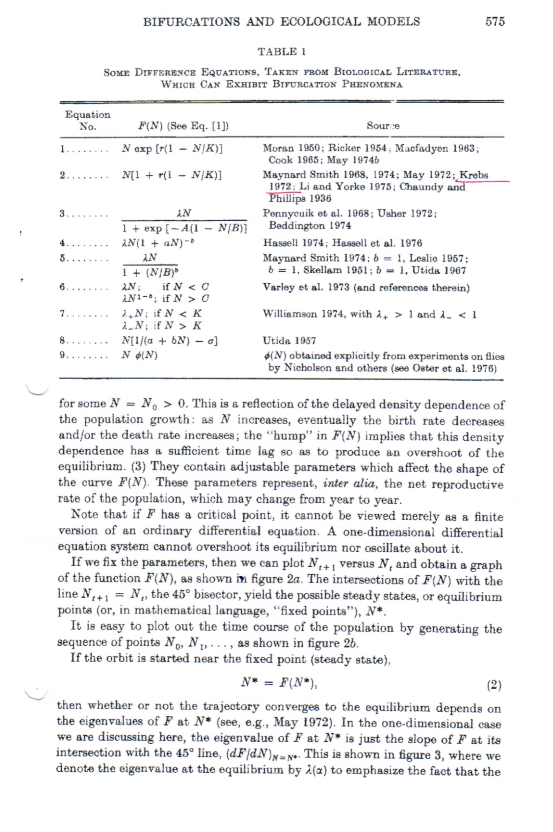 BIFURCATIONS AND ECOLOGICAL MODELS 575
TABLE 1
SOME DIFFERENCE EQUATIONS, TAKEN FROM BIOLOGICAL LITERATURE,
WHICH CAN EXHIBIT BIFURCATION PHENOMENA
Equation
No. F(N) (See Eq. [1]) Source
1........ N exp [r(1 − N/K)] Moran 1950; Ricker 1954; Macfadyen 1963;
Cook 1965; May 1974b
2........ N[1 + r(1 − N/K)] Maynard Smith 1968, 1974; May 1972; Krebs
1972; Li and Yorke 1975; Chaundy and
Phillips 1936
3........ λN Pennycuik et al. 1968; Usher 1972;
1 + exp [−A(1 − N/B)] Beddington 1974
4........ λN(1 + aN)⁻ᵇ Hassell 1974; Hassell et al. 1976
5........ λN Maynard Smith 1974; b = 1, Leslie 1957;
1 + (N/B)ᵇ b = 1, Skellam 1951; b = 1, Utida 1967
6........ λN; if N < C Varley et al. 1973 (and references therein)
λN¹⁻ᵇ; if N > C
7........ λ₊N; if N < K Williamson 1974, with λ₊ > 1 and λ₋ < 1
λ₋N; if N > K
8........ N[1/(a + bN) − σ] Utida 1957
9........ N ϕ(N) ϕ(N) obtained explicitly from experiments on flies
by Nicholson and others (see Oster et al. 1976)
for some N = N₀ > 0. This is a reflection of the delayed density dependence of
the population growth: as N increases, eventually the birth rate decreases
and/or the death rate increases; the "hump" in F(N) implies that this density
dependence has a sufficient time lag so as to produce an overshoot of the
equilibrium. (3) They contain adjustable parameters which affect the shape of
the curve F(N). These parameters represent, inter alia, the net reproductive
rate of the population, which may change from year to year.
Note that if F has a critical point, it cannot be viewed merely as a finite
version of an ordinary differential equation. A one-dimensional differential
equation system cannot overshoot its equilibrium nor oscillate about it.
If we fix the parameters, then we can plot Nₜ₊₁ versus Nₜ and obtain a graph
of the function F(N), as shown in figure 2a. The intersections of F(N) with the
line Nₜ₊₁ = Nₜ, the 45° bisector, yield the possible steady states, or equilibrium
points (or, in mathematical language, "fixed points"), N*.
It is easy to plot out the time course of the population by generating the
sequence of points N₀, N₁, . . . , as shown in figure 2b.
If the orbit is started near the fixed point (steady state),
N* = F(N*), (2)
then whether or not the trajectory converges to the equilibrium depends on
the eigenvalues of F at N* (see, e.g., May 1972). In the one-dimensional case
we are discussing here, the eigenvalue of F at N* is just the slope of F at its
intersection with the 45° line, (dF/dN)N=N*. This is shown in figure 3, where we
denote the eigenvalue at the equilibrium by λ(α) to emphasize the fact that the